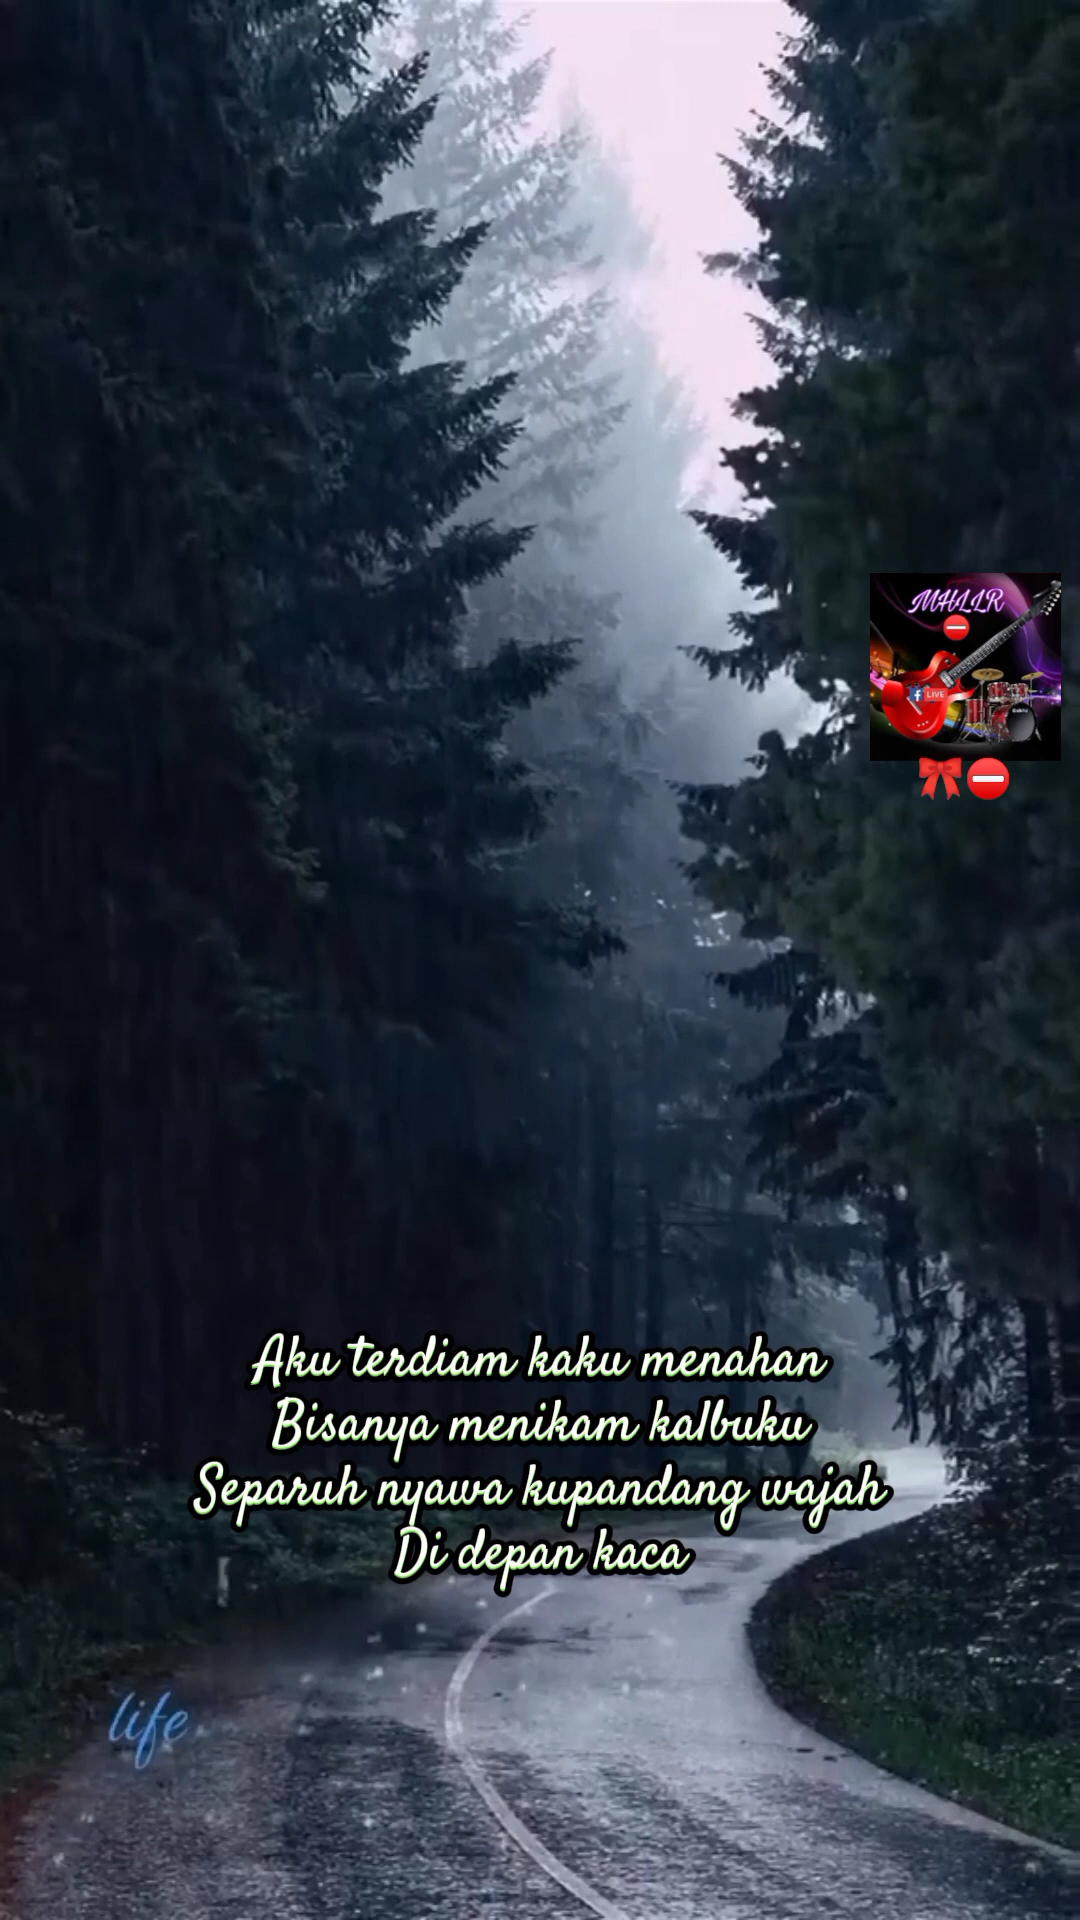 MHLLR
LIVE
Aku terdiam kaku menahan
Bisanya menikam kalbuku
Separuh nyawa kupandang wajah
Di depan kaca
life